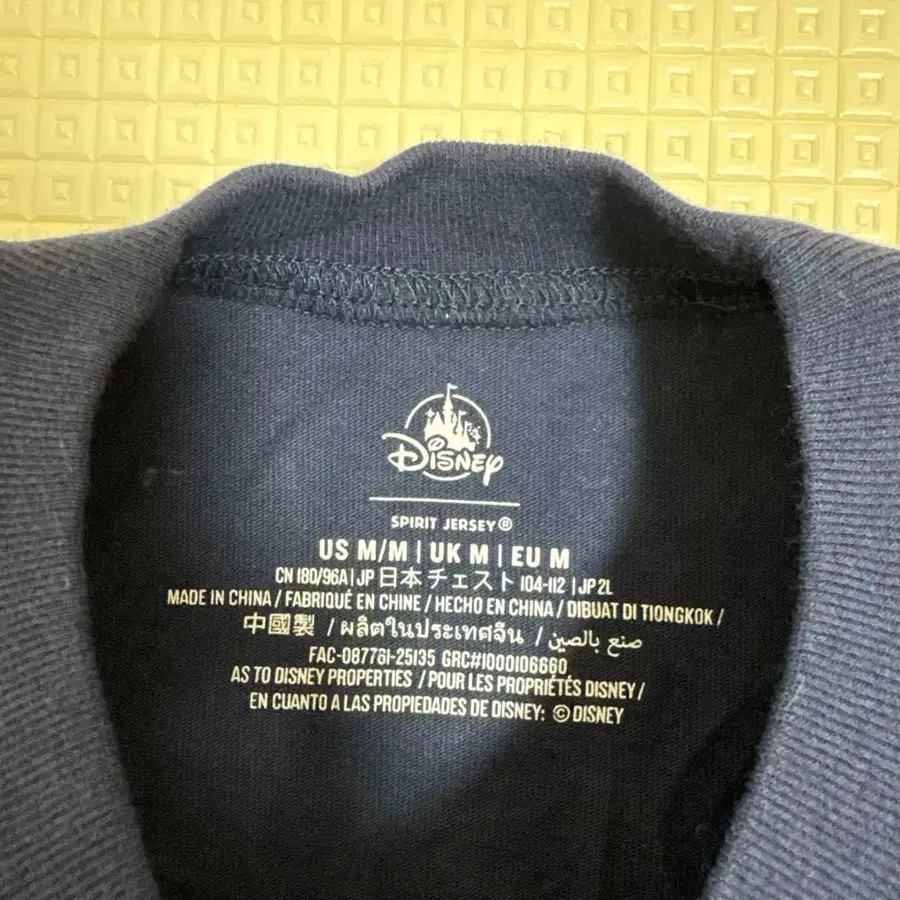 Disney
SPIRIT JERSEY®
US M/M | UK M | EU M
CN 180/96A | JP 日本 チェスト 104-112 | JP 2L
MADE IN CHINA / FABRIQUÉ EN CHINE / HECHO EN CHINA / DIBUAT DI TIONGKOK /
中國製 / ผลิตในประเทศจีน / صنع بالصين
FAC-087761-25135 GRC#1000106660
AS TO DISNEY PROPERTIES / POUR LES PROPRIÉTÉS DISNEY /
EN CUANTO A LAS PROPIEDADES DE DISNEY: © DISNEY